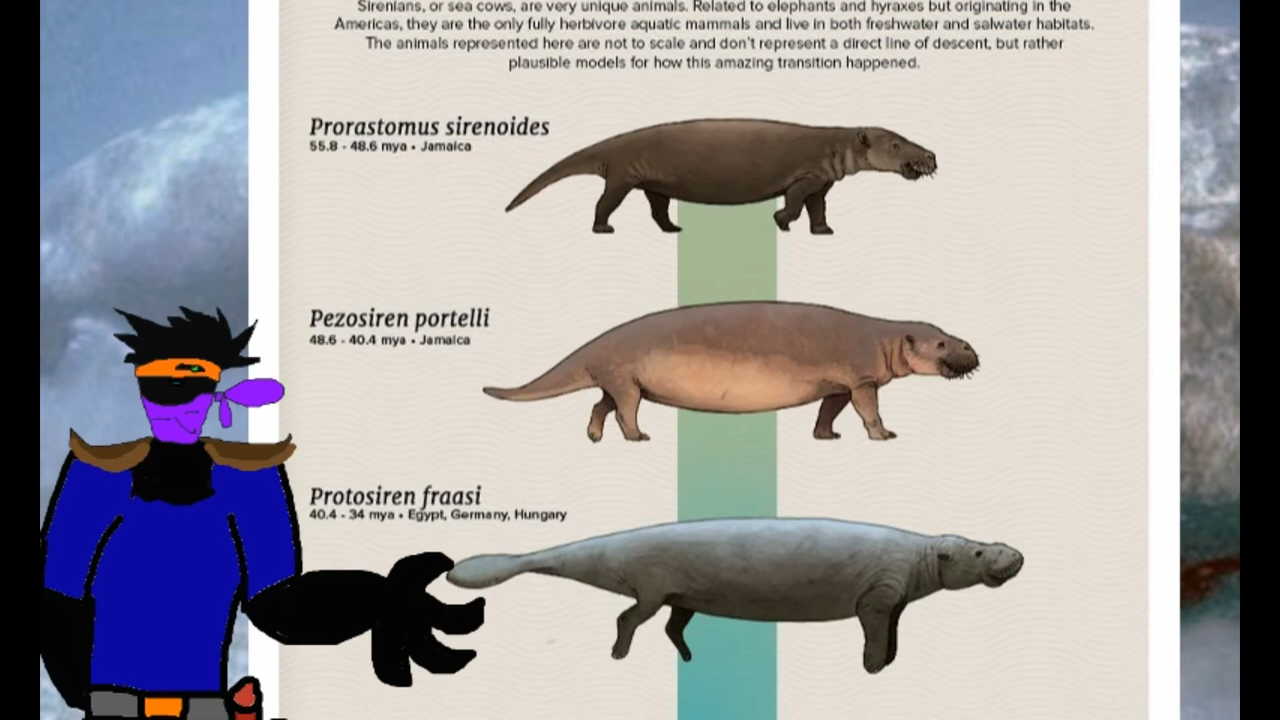 Sirenians, or sea cows, are very unique animals. Related to elephants and hyraxes but originating in the
Americas, they are the only fully herbivore aquatic mammals and live in both freshwater and salwater habitats.
The animals represented here are not to scale and don't represent a direct line of descent, but rather
plausible models for how this amazing transition happened.
Prorastomus sirenoides
55.8 - 48.6 mya • Jamaica
Pezosiren portelli
48.6 - 40.4 mya • Jamaica
Protosiren fraasi
40.4 - 34 mya • Egypt, Germany, Hungary